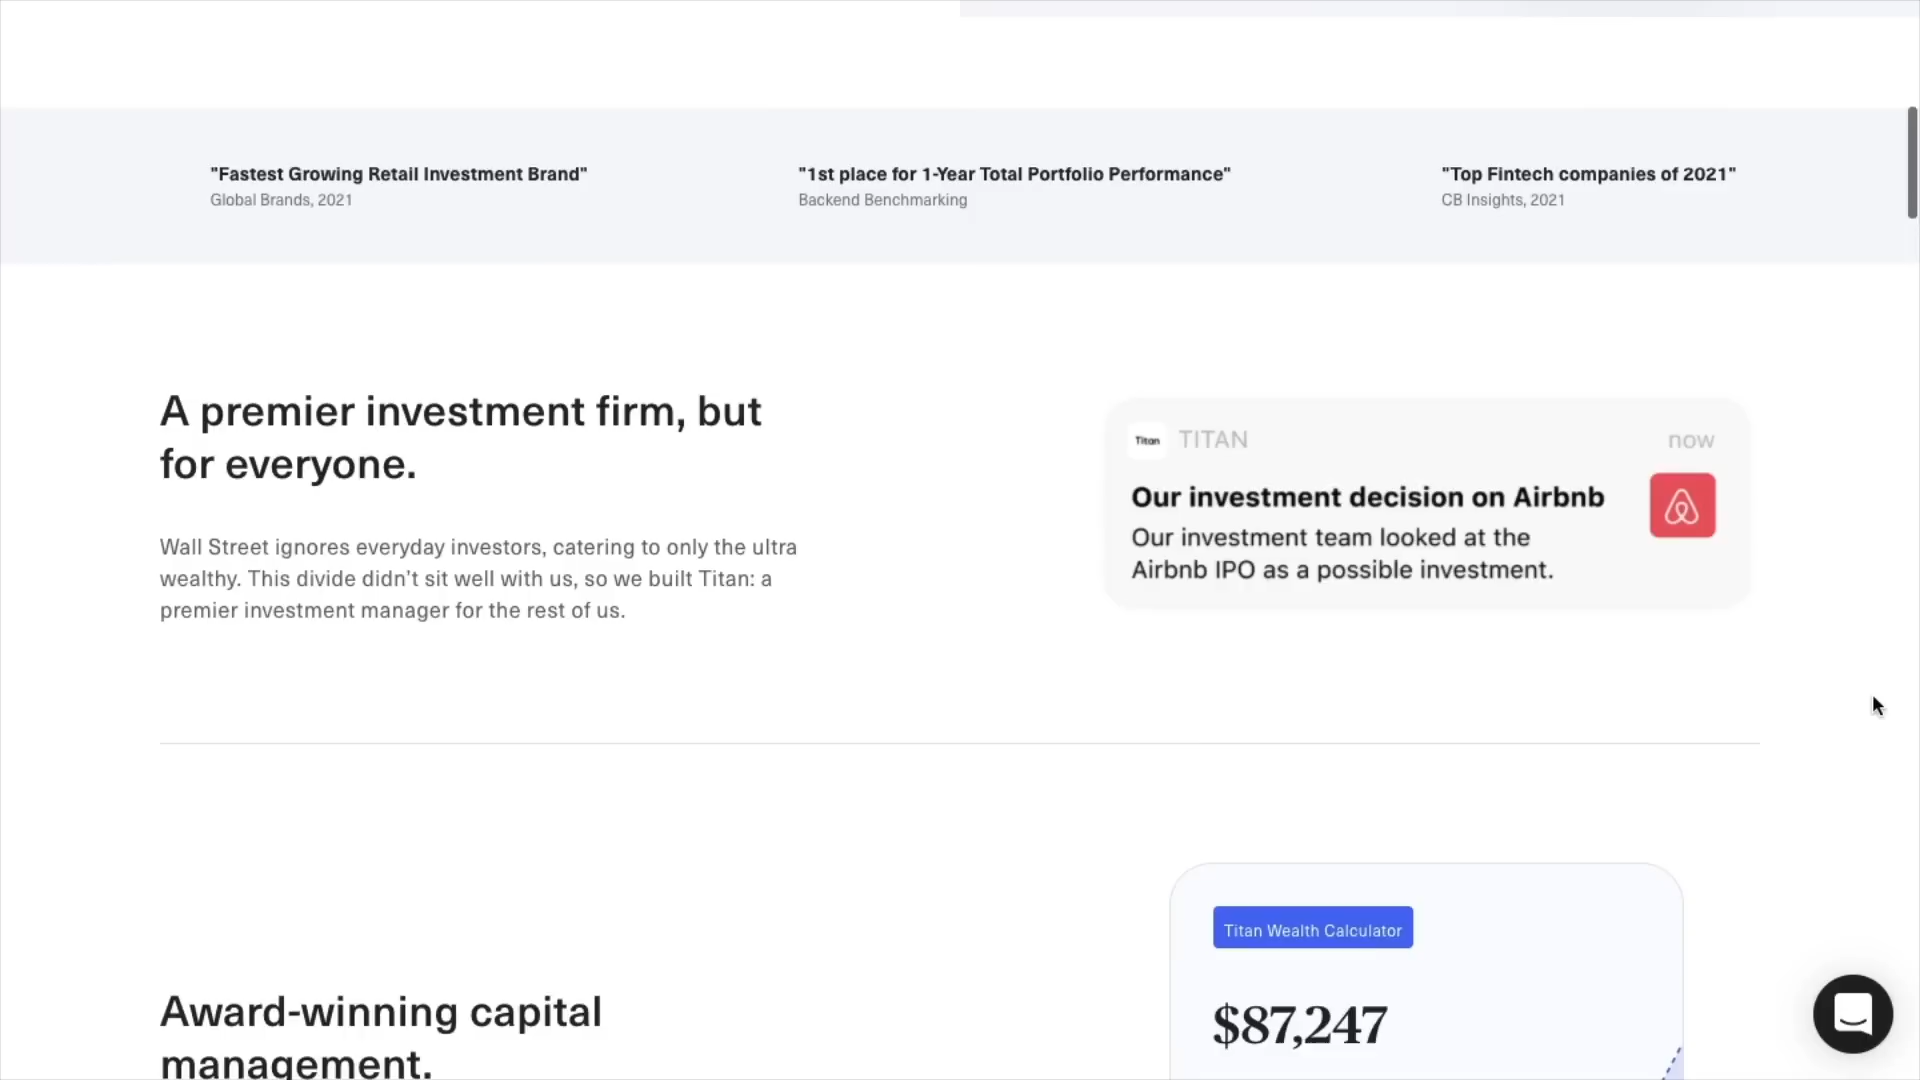 "Fastest Growing Retail Investment Brand"
Global Brands, 2021
"1st place for 1-Year Total Portfolio Performance"
Backend Benchmarking
"Top Fintech companies of 2021"
CB Insights, 2021
A premier investment firm, but
for everyone.
Wall Street ignores everyday investors, catering to only the ultra
wealthy. This divide didn't sit well with us, so we built Titan: a
premier investment manager for the rest of us.
Titan TITAN now
Our investment decision on Airbnb
Our investment team looked at the
Airbnb IPO as a possible investment.
Award-winning capital
management.
Titan Wealth Calculator
$87,247